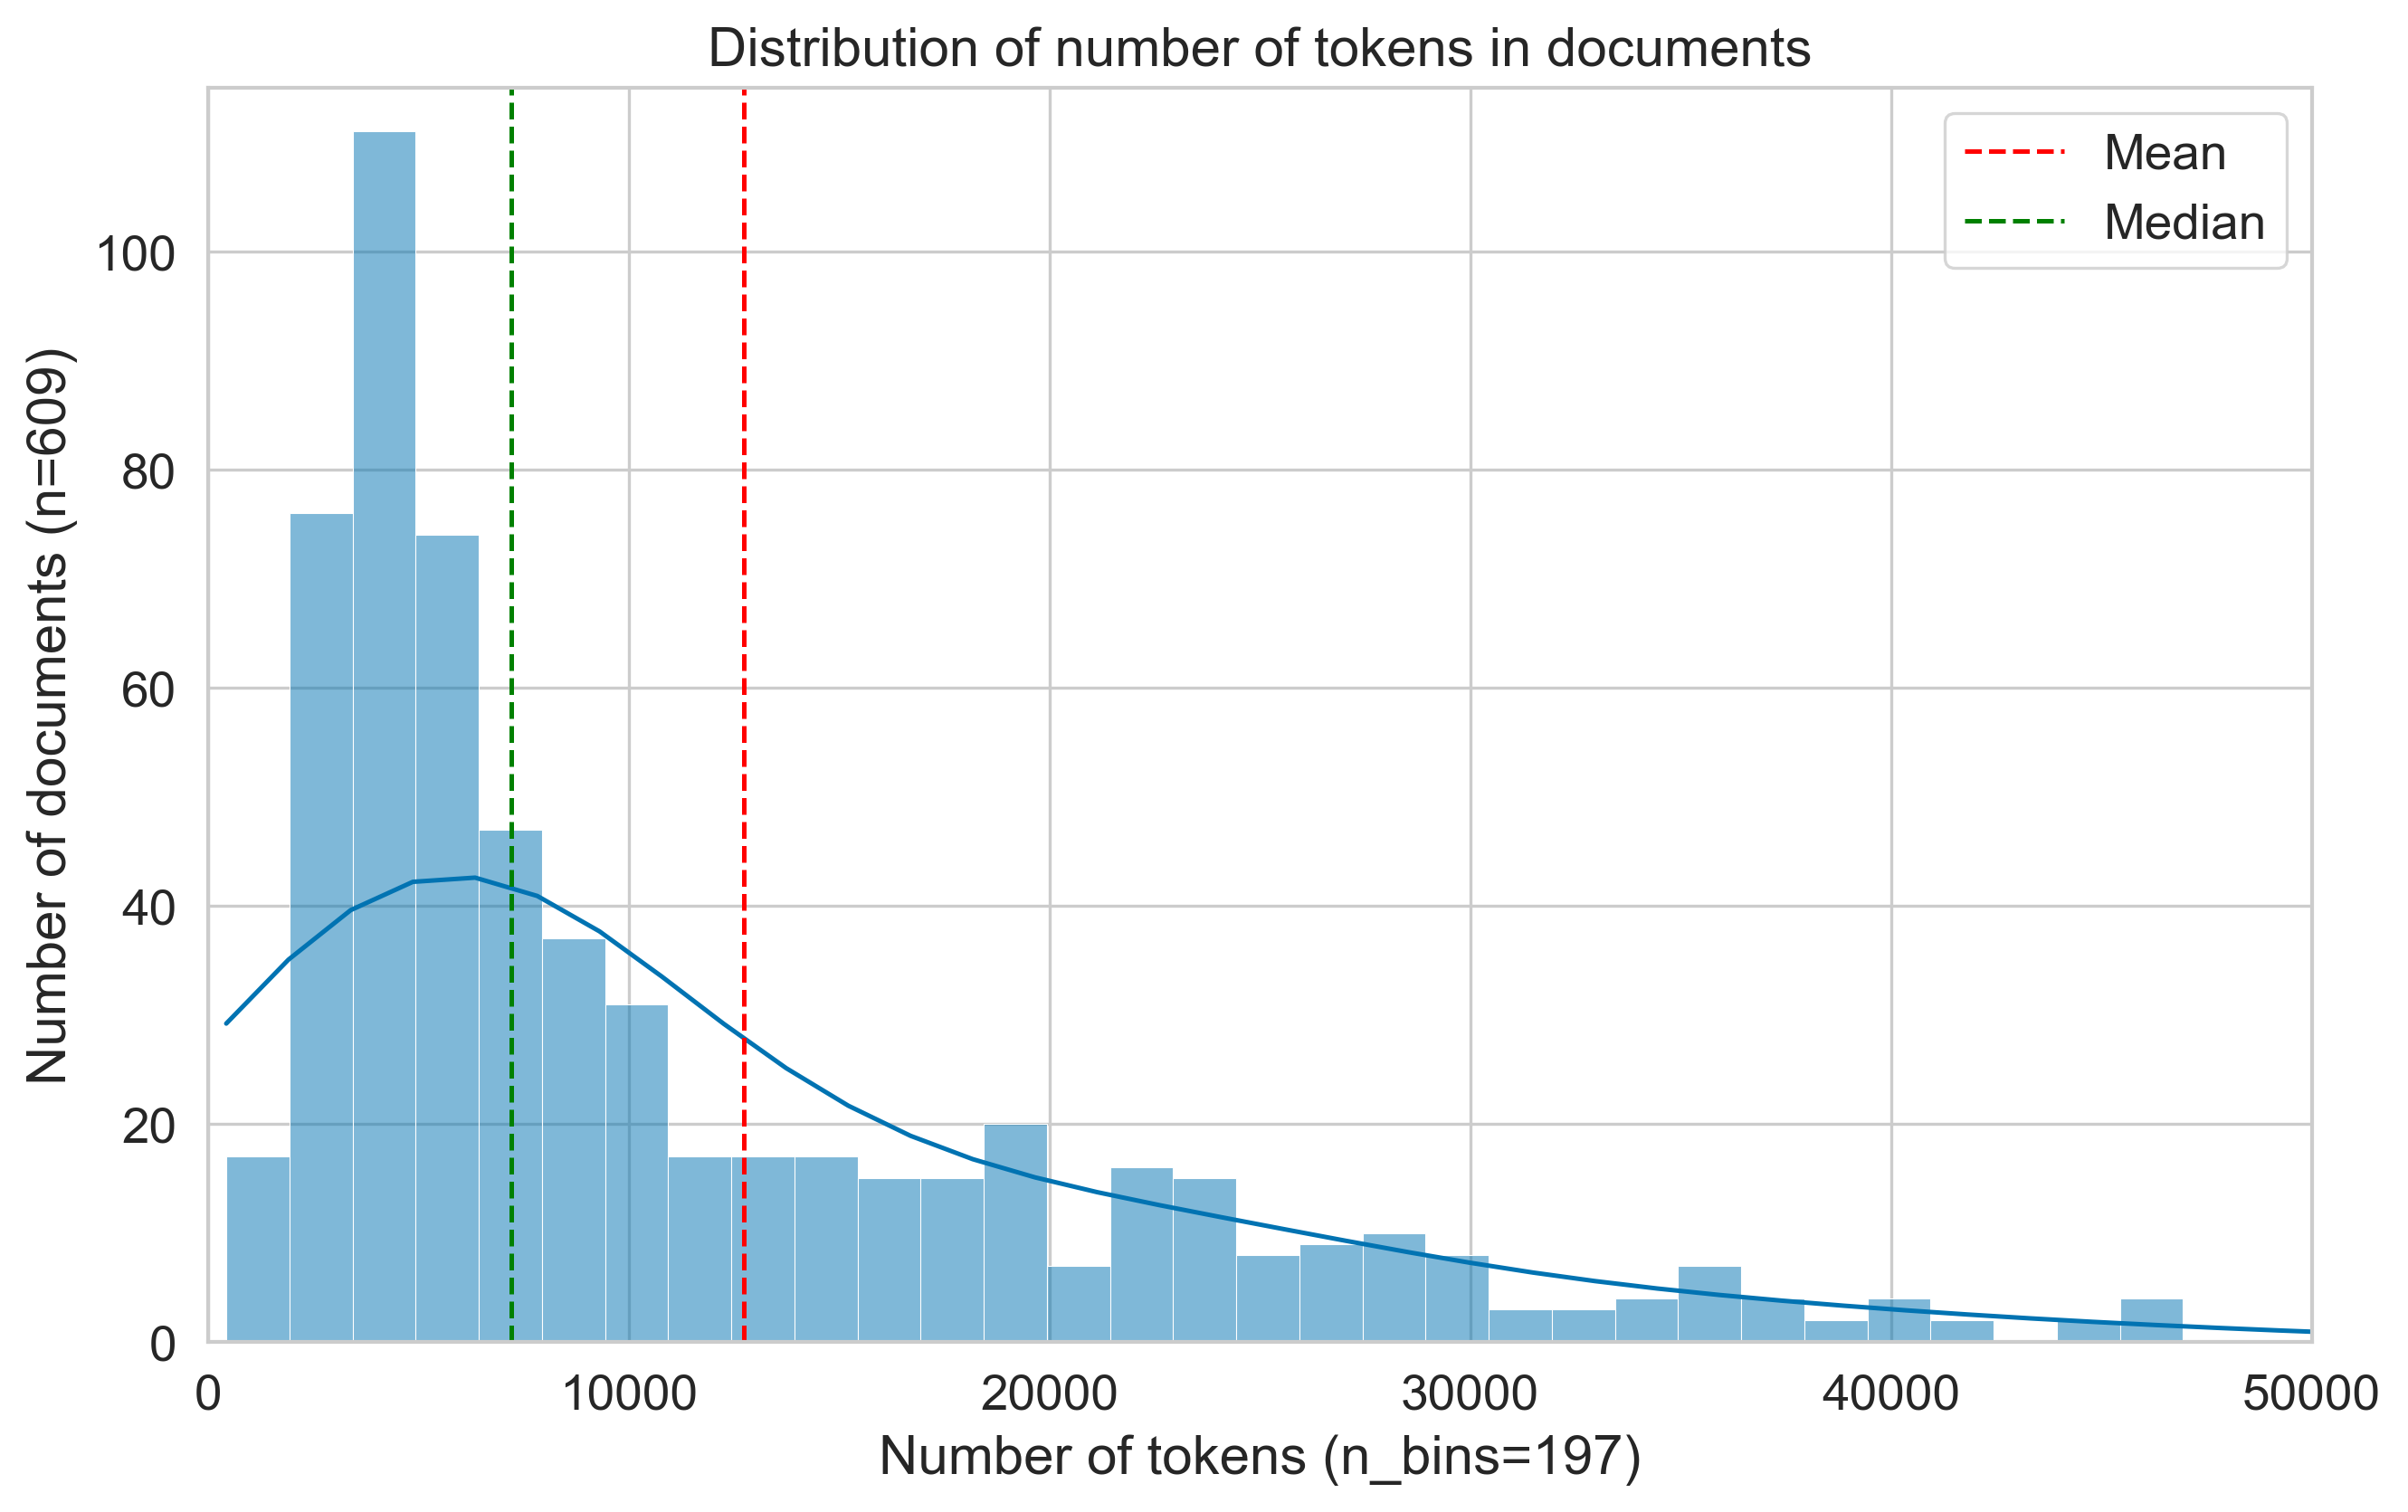 Distribution of number of tokens in documents
Mean
Median
Number of documents (n=609)
100
80
60
40
20
0
0 10000 20000 30000 40000 50000
Number of tokens (n_bins=197)